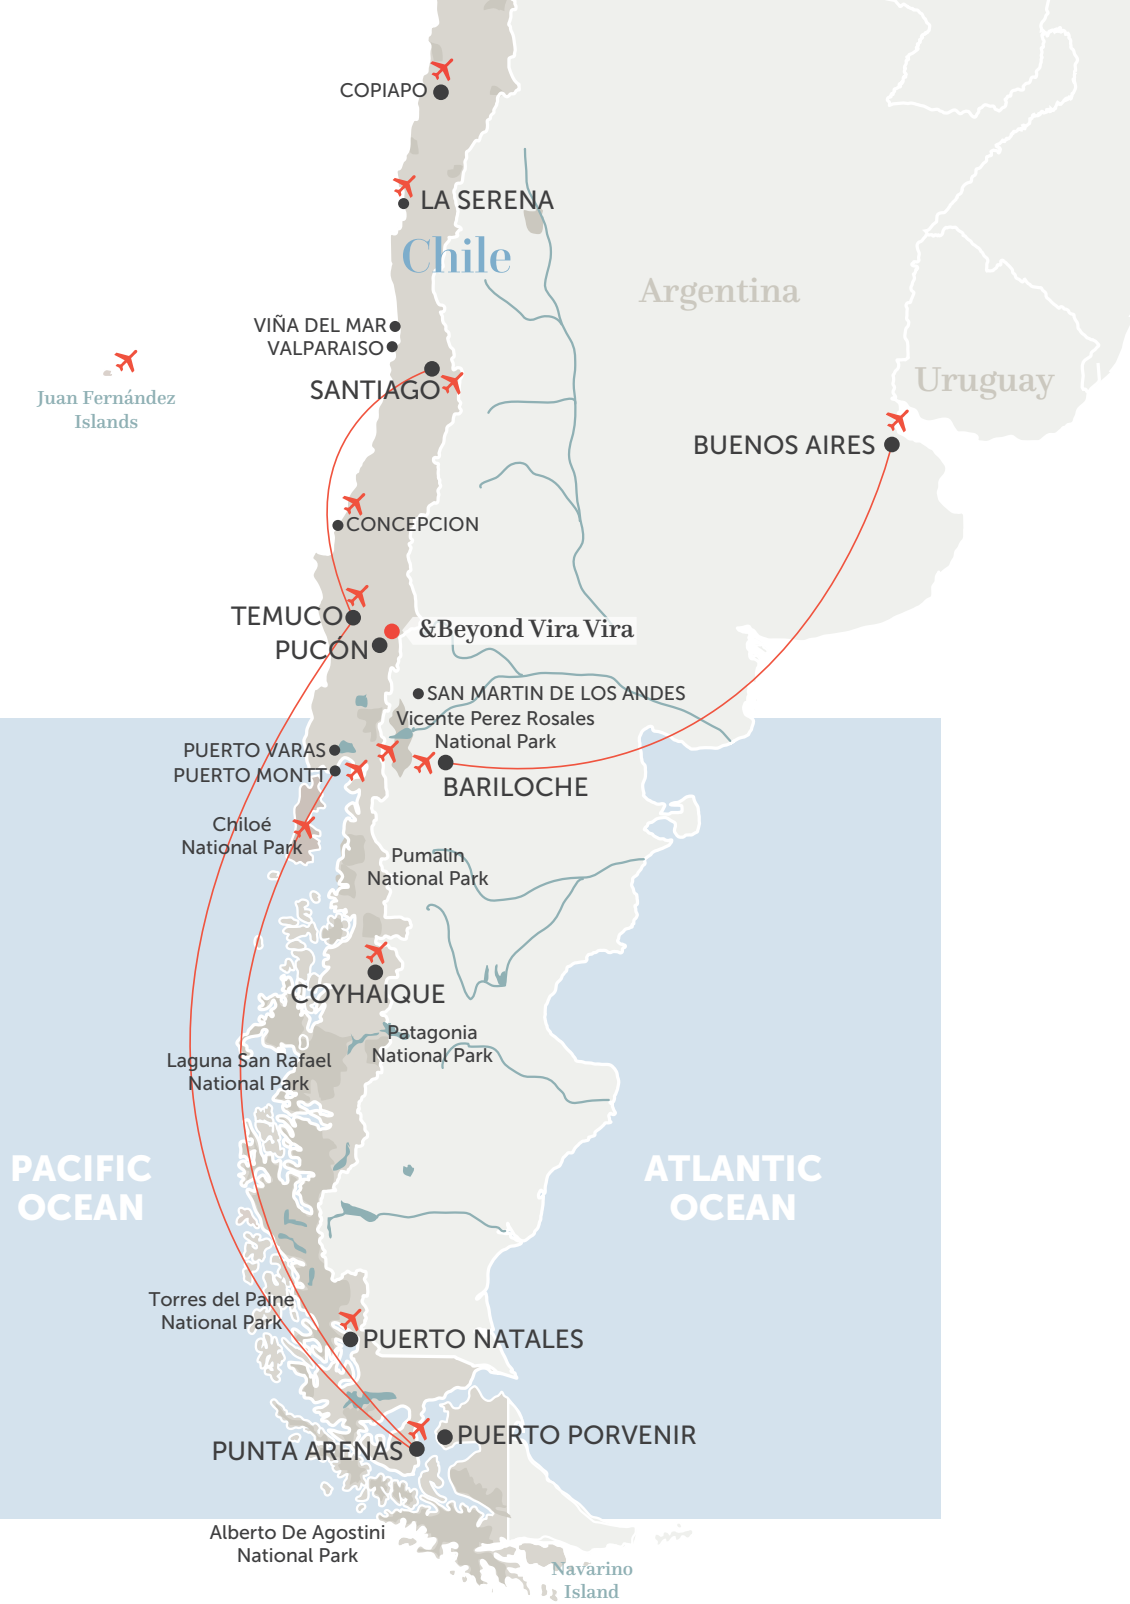 COPIAPO
LA SERENA
Chile
Argentina
VIÑA DEL MAR
VALPARAISO
SANTIAGO
Juan Fernández
Islands
Uruguay
BUENOS AIRES
CONCEPCION
TEMUCO
&Beyond Vira Vira
PUCÓN
SAN MARTIN DE LOS ANDES
Vicente Perez Rosales
National Park
PUERTO VARAS
PUERTO MONTT
BARILOCHE
Chiloé
National Park
Pumalin
National Park
COYHAIQUE
Patagonia
National Park
Laguna San Rafael
National Park
PACIFIC
OCEAN
ATLANTIC
OCEAN
Torres del Paine
National Park
PUERTO NATALES
PUERTO PORVENIR
PUNTA ARENAS
Alberto De Agostini
National Park
Navarino
Island